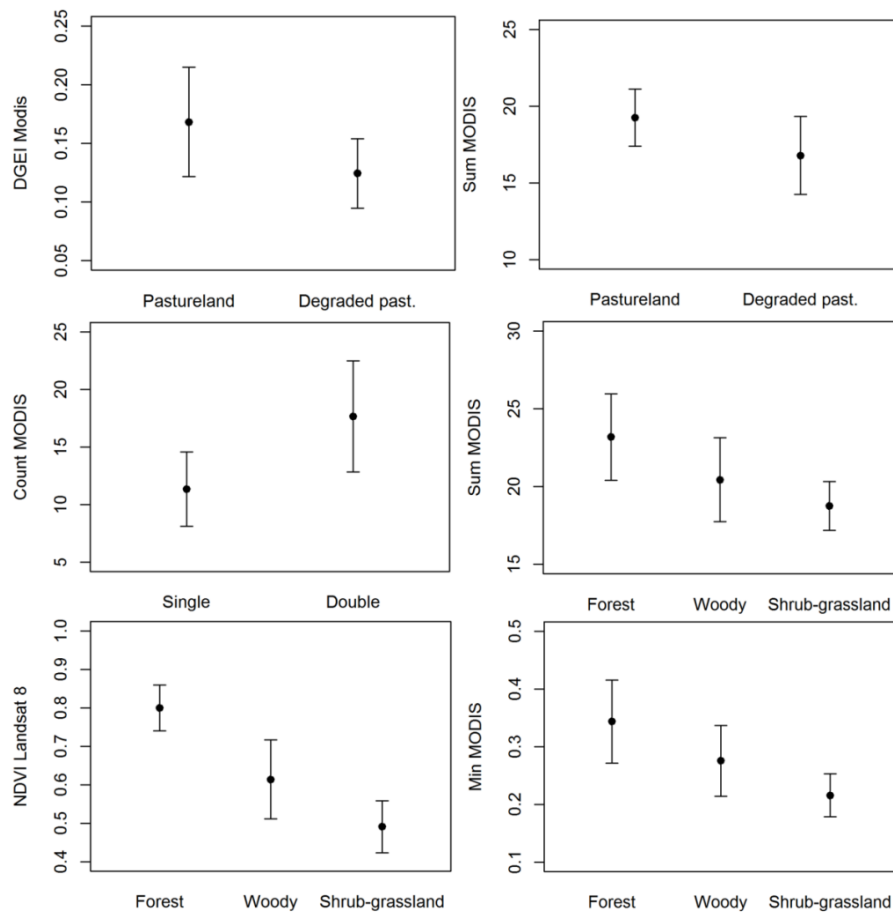 DGEI Modis
0.05 0.10 0.15 0.20 0.25
Pastureland Degraded past.
Sum MODIS
10 15 20 25
Pastureland Degraded past.
Count MODIS
5 10 15 20 25
Single Double
Sum MODIS
15 20 25 30
Forest Woody Shrub-grassland
NDVI Landsat 8
0.4 0.5 0.6 0.7 0.8 0.9 1.0
Forest Woody Shrub-grassland
Min MODIS
0.1 0.2 0.3 0.4 0.5
Forest Woody Shrub-grassland